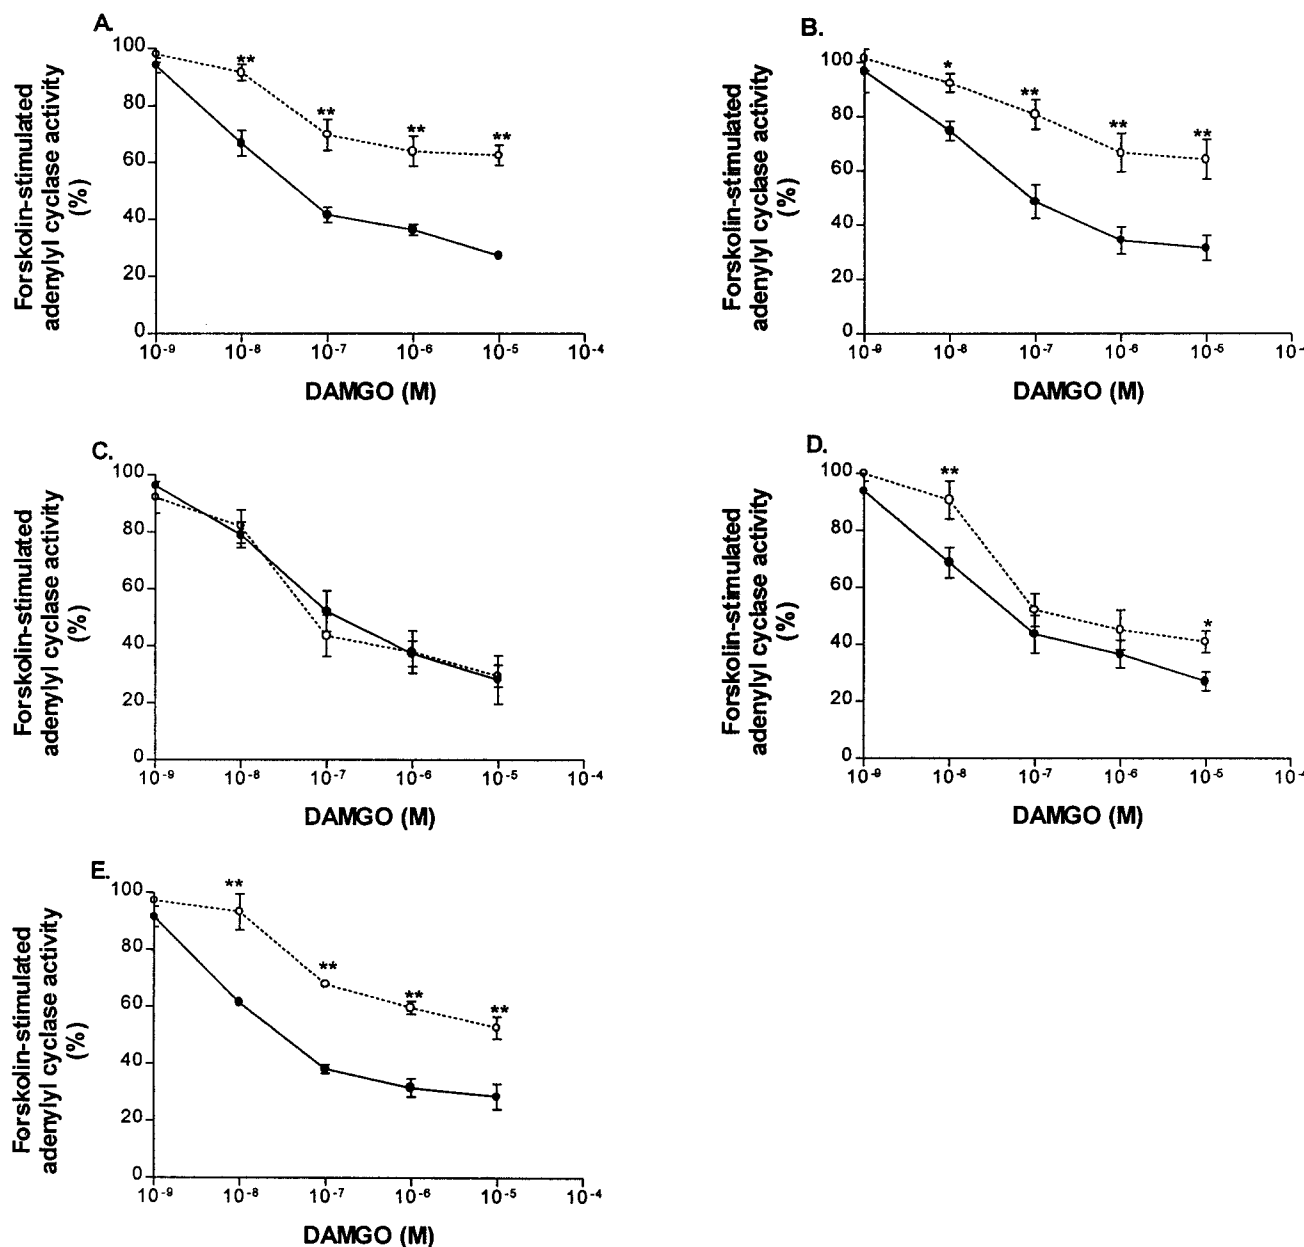 A.
Forskolin-stimulated
adenylyl cyclase activity
(%)
100
80
60
40
20
0
** ** ** **
10-9 10-8 10-7 10-6 10-5 10-4
DAMGO (M)
B.
Forskolin-stimulated
adenylyl cyclase activity
(%)
100
80
60
40
20
0
* ** ** **
10-9 10-8 10-7 10-6 10-5 10-4
DAMGO (M)
C.
Forskolin-stimulated
adenylyl cyclase activity
(%)
100
80
60
40
20
0
10-9 10-8 10-7 10-6 10-5 10-4
DAMGO (M)
D.
Forskolin-stimulated
adenylyl cyclase activity
(%)
100
80
60
40
20
0
** *
10-9 10-8 10-7 10-6 10-5 10-4
DAMGO (M)
E.
Forskolin-stimulated
adenylyl cyclase activity
(%)
100
80
60
40
20
0
** ** ** **
10-9 10-8 10-7 10-6 10-5 10-4
DAMGO (M)